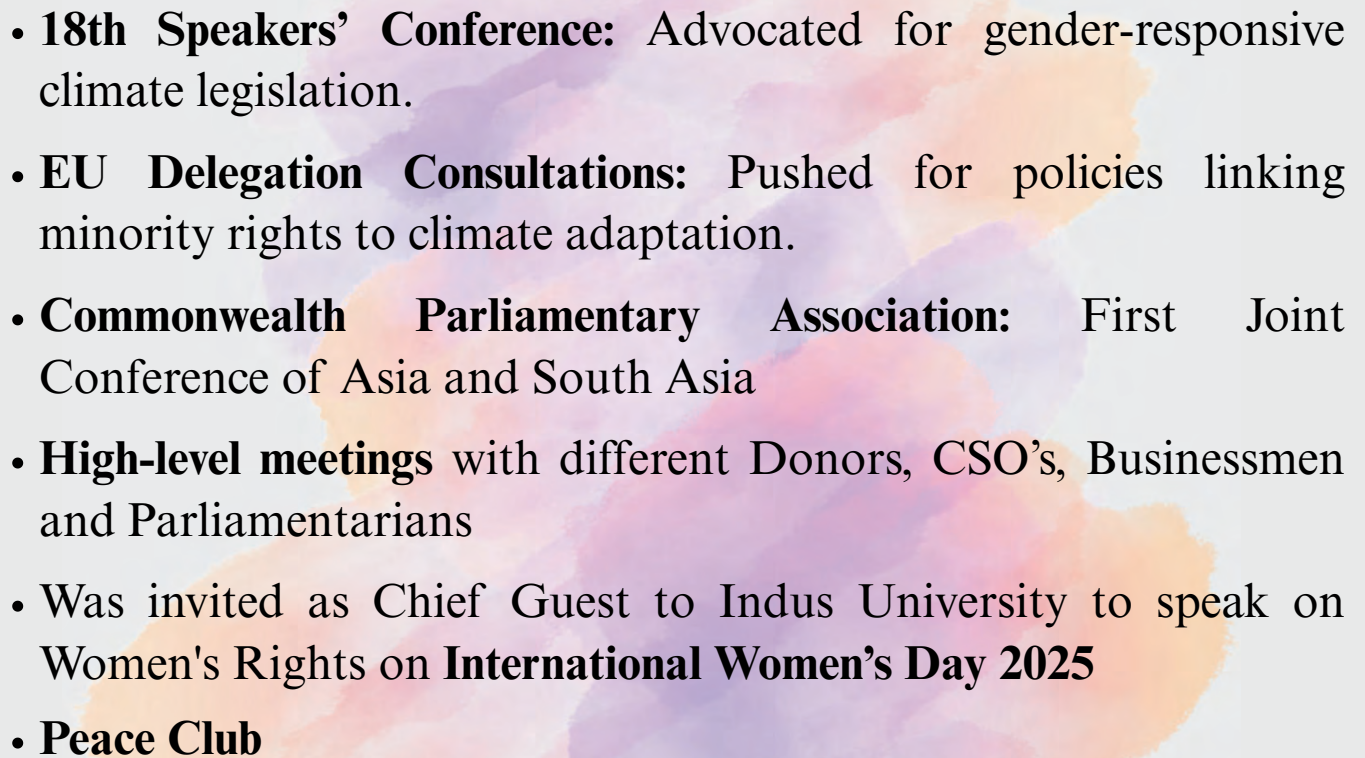 • 18th Speakers’ Conference: Advocated for gender-responsive
climate legislation.
• EU Delegation Consultations: Pushed for policies linking
minority rights to climate adaptation.
• Commonwealth Parliamentary Association: First Joint
Conference of Asia and South Asia
• High-level meetings with different Donors, CSO’s, Businessmen
and Parliamentarians
• Was invited as Chief Guest to Indus University to speak on
Women's Rights on International Women’s Day 2025
• Peace Club